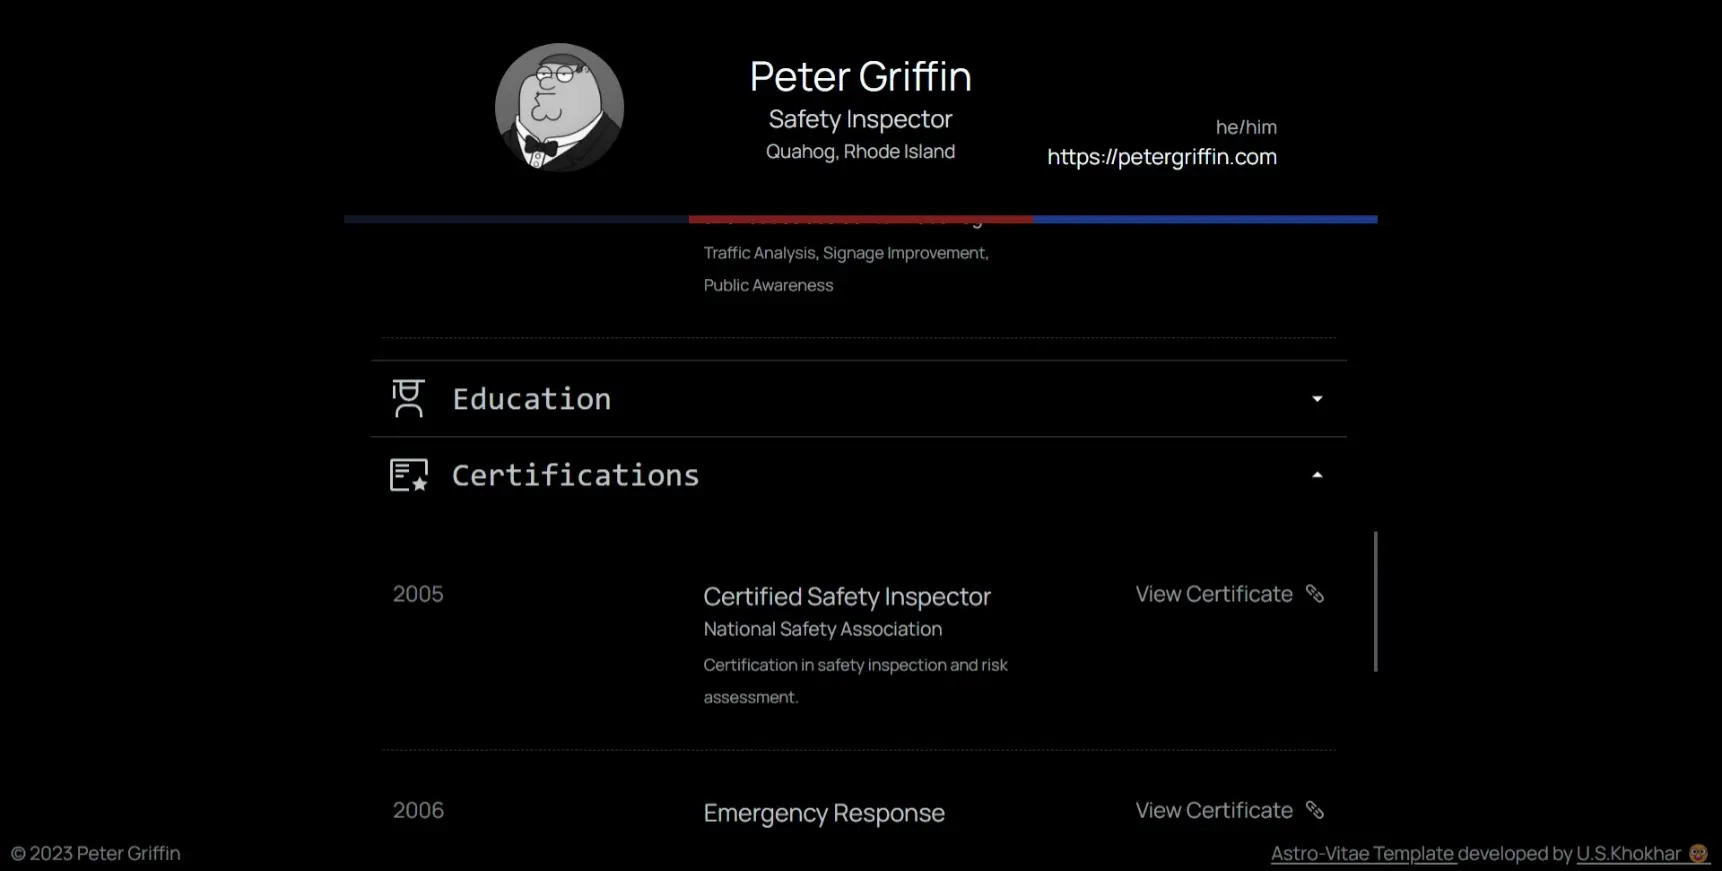 Peter Griffin
Safety Inspector
Quahog, Rhode Island
he/him
https://petergriffin.com
Traffic Analysis, Signage Improvement,
Public Awareness
Education
Certifications
2005
Certified Safety Inspector
View Certificate
National Safety Association
Certification in safety inspection and risk
assessment.
2006
Emergency Response
View Certificate
© 2023 Peter Griffin
Astro-Vitae Template developed by U.S.Khokhar